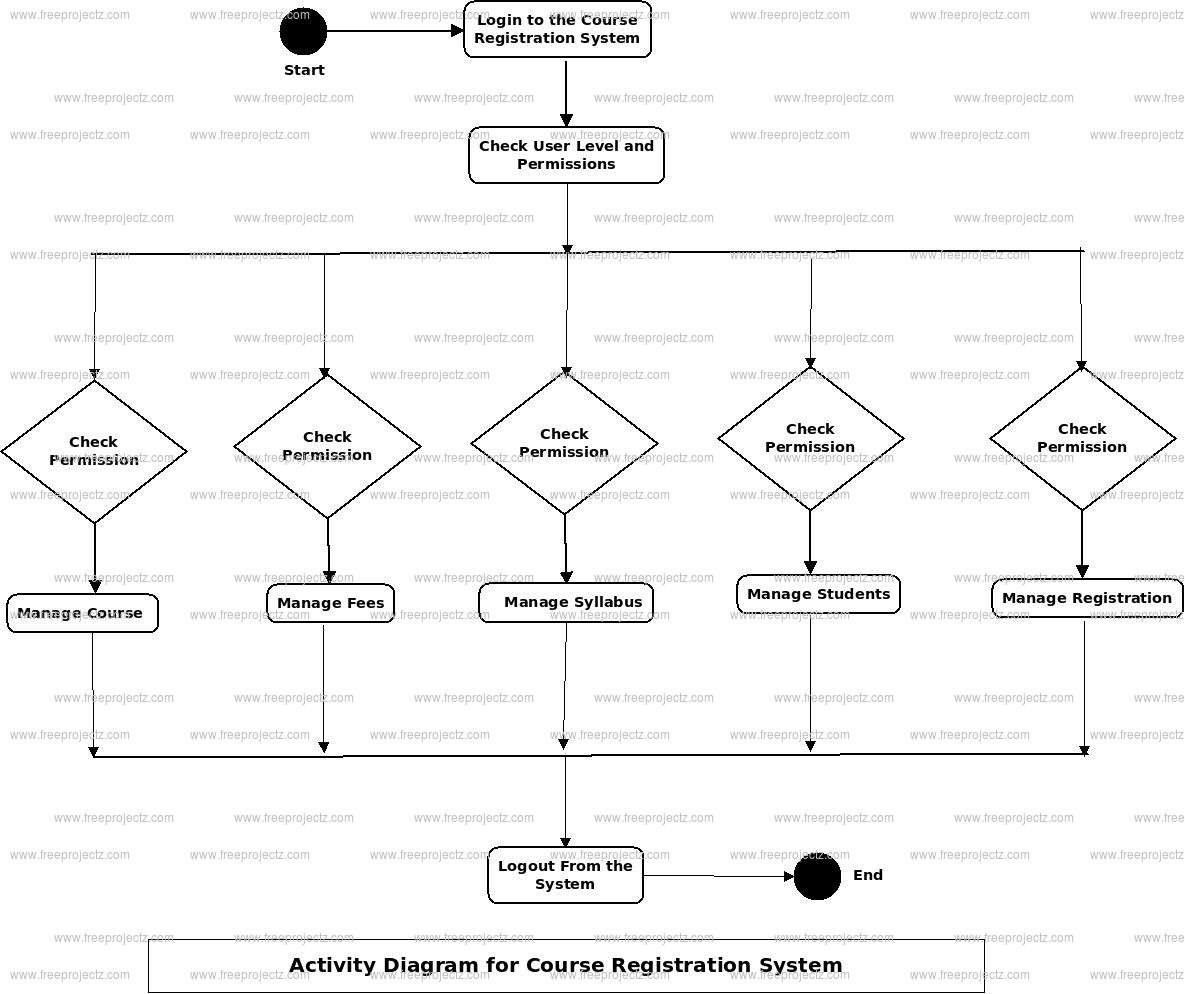 Login to the Course
Registration System
Start
Check User Level and
Permissions
Check
Permission
Check
Permission
Check
Permission
Check
Permission
Check
Permission
Manage Course
Manage Fees
Manage Syllabus
Manage Students
Manage Registration
Logout From the
System
End
Activity Diagram for Course Registration System
www.freeprojectz.com